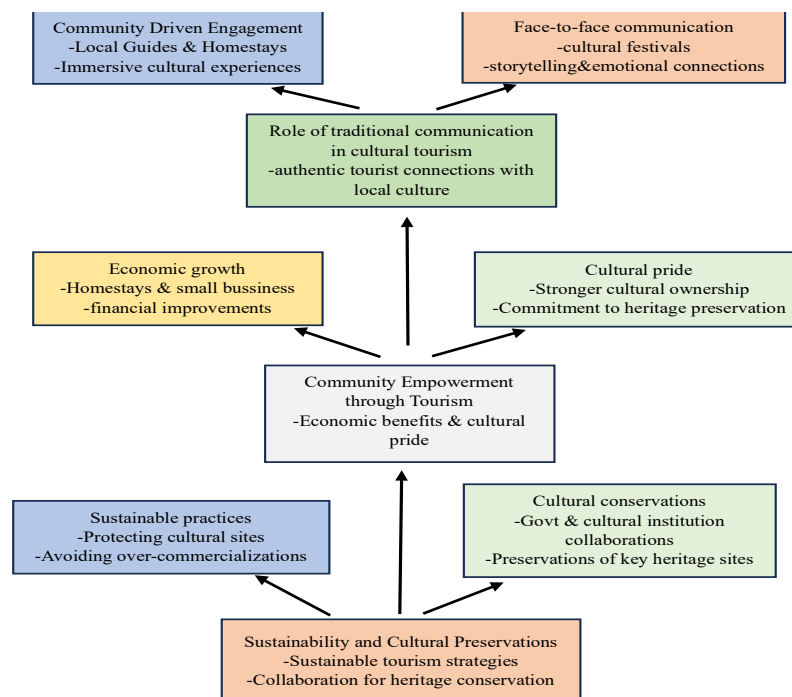 Community Driven Engagement
-Local Guides & Homestays
-Immersive cultural experiences
Face-to-face communication
-cultural festivals
-storytelling&emotional connections
Role of traditional communication
in cultural tourism
-authentic tourist connections with
local culture
Economic growth
-Homestays & small bussiness
-financial improvements
Cultural pride
-Stronger cultural ownership
-Commitment to heritage preservation
Community Empowerment
through Tourism
-Economic benefits & cultural
pride
Sustainable practices
-Protecting cultural sites
-Avoiding over-commercializations
Cultural conservations
-Govt & cultural institution
collaborations
-Preservations of key heritage sites
Sustainability and Cultural Preservations
-Sustainable tourism strategies
-Collaboration for heritage conservation